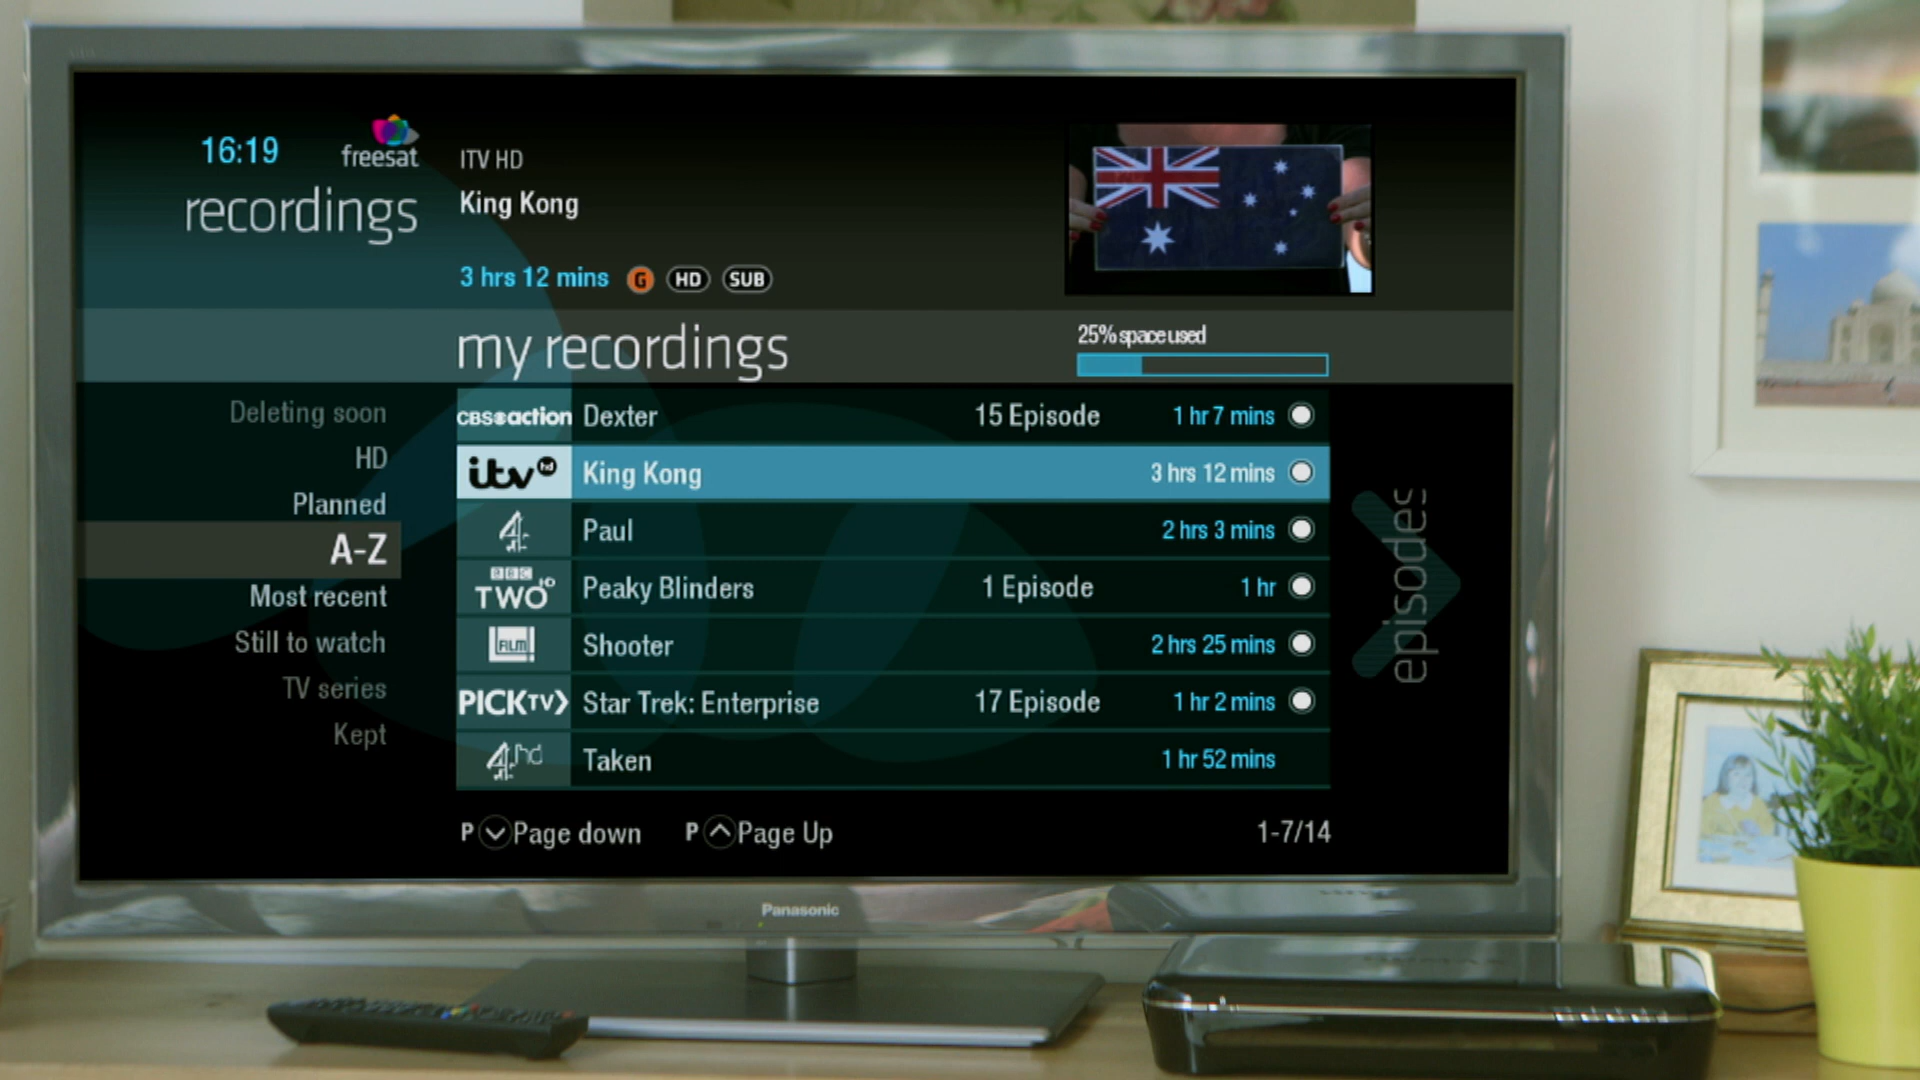 16:19
freesat
recordings
ITV HD
King Kong
3 hrs 12 mins G HD SUB
my recordings
25% space used
Deleting soon
HD
Planned
A-Z
Most recent
Still to watch
TV series
Kept
CBS action Dexter 15 Episode 1 hr 7 mins
itv hd King Kong 3 hrs 12 mins
4 Paul 2 hrs 3 mins
BBC TWO HD Peaky Blinders 1 Episode 1 hr
FILM4 Shooter 2 hrs 25 mins
PICK TV Star Trek: Enterprise 17 Episode 1 hr 2 mins
4hd Taken 1 hr 52 mins
episodes
P Page down P Page Up 1-7/14
Panasonic